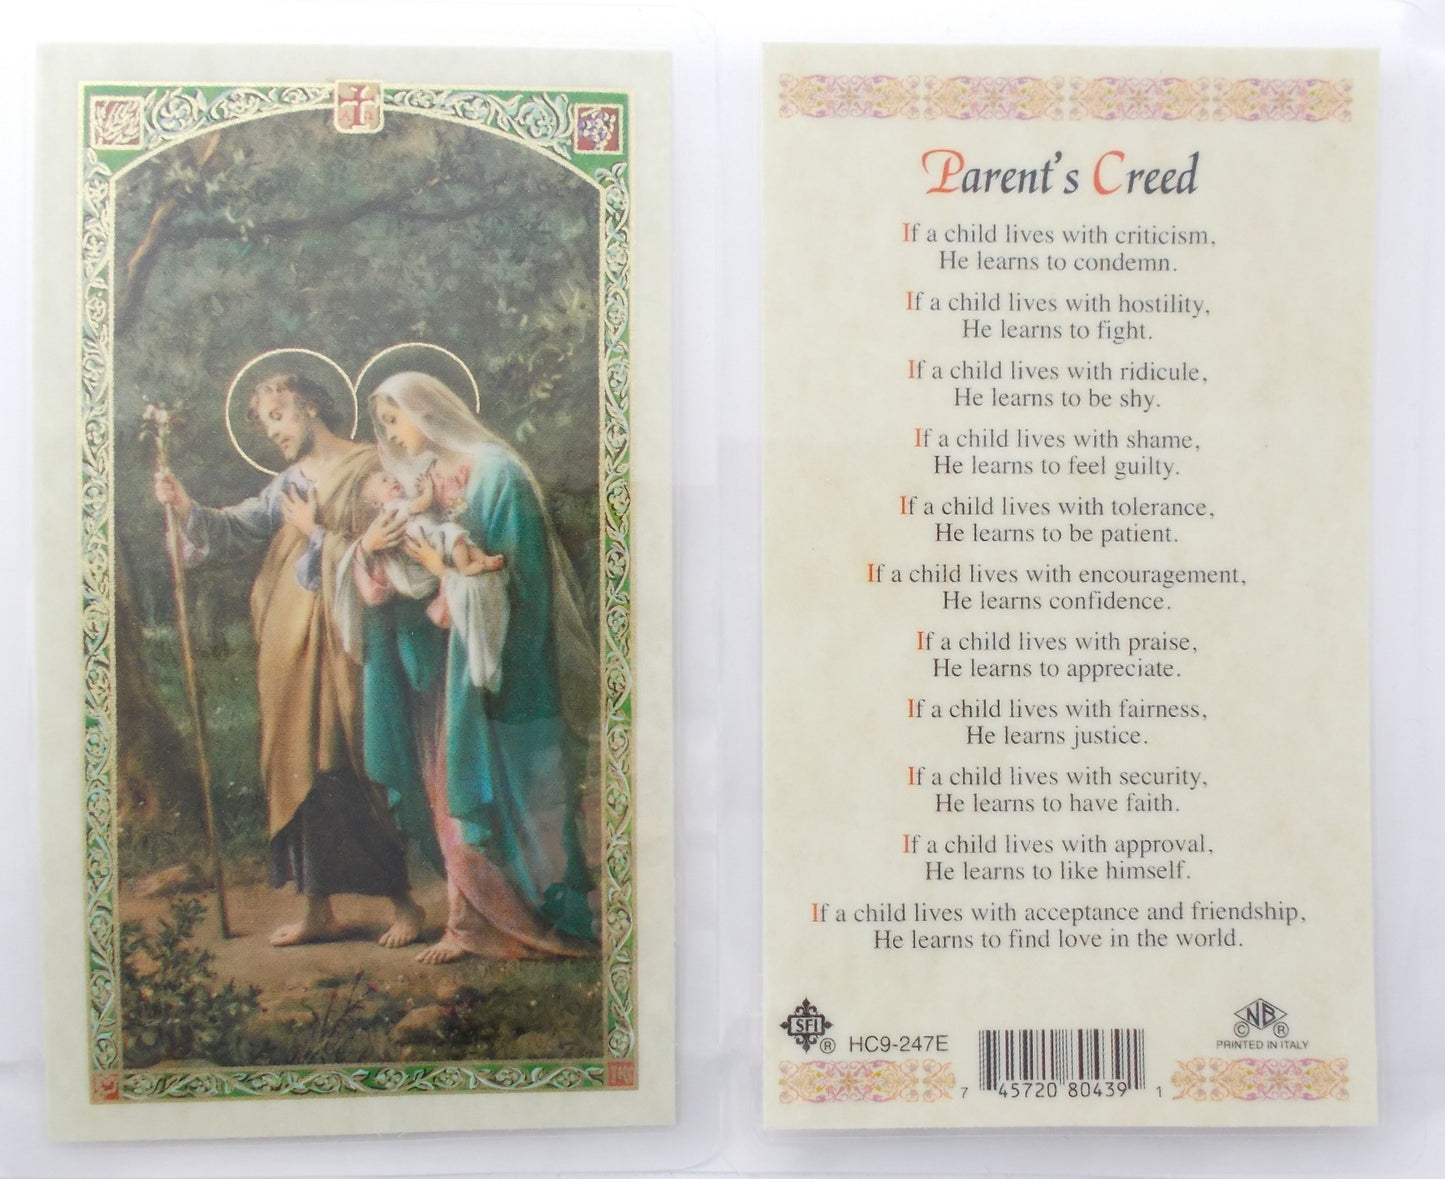 Parent's Creed
If a child lives with criticism,
He learns to condemn.
If a child lives with hostility,
He learns to fight.
If a child lives with ridicule,
He learns to be shy.
If a child lives with shame,
He learns to feel guilty.
If a child lives with tolerance,
He learns to be patient.
If a child lives with encouragement,
He learns confidence.
If a child lives with praise,
He learns to appreciate.
If a child lives with fairness,
He learns justice.
If a child lives with security,
He learns to have faith.
If a child lives with approval,
He learns to like himself.
If a child lives with acceptance and friendship,
He learns to find love in the world.
SFI ® HC9-247E
7 45720 80439 1
© NB ®
PRINTED IN ITALY